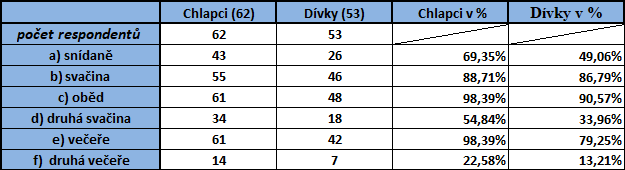 Chlapci (62) Dívky (53) Chlapci v % Dívky v %
počet respondentů 62 53
a) snídaně 43 26 69,35% 49,06%
b) svačina 55 46 88,71% 86,79%
c) oběd 61 48 98,39% 90,57%
d) druhá svačina 34 18 54,84% 33,96%
e) večeře 61 42 98,39% 79,25%
f) druhá večeře 14 7 22,58% 13,21%